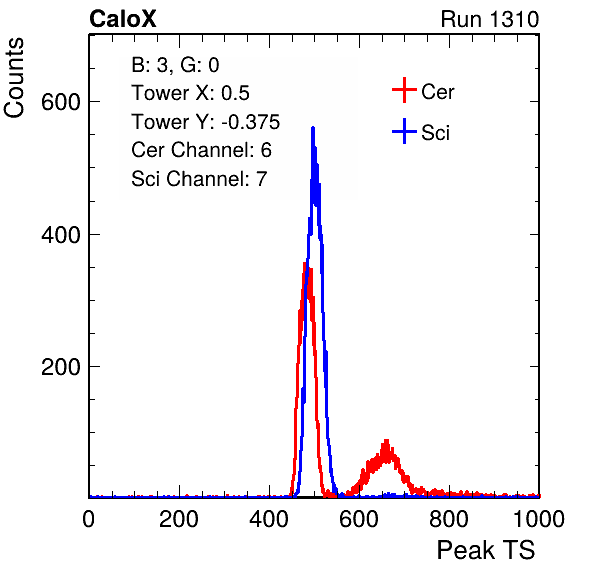 CaloX Run 1310
Counts
B: 3, G: 0
Tower X: 0.5
Tower Y: -0.375
Cer Channel: 6
Sci Channel: 7
Cer
Sci
600
400
200
0 200 400 600 800 1000
Peak TS